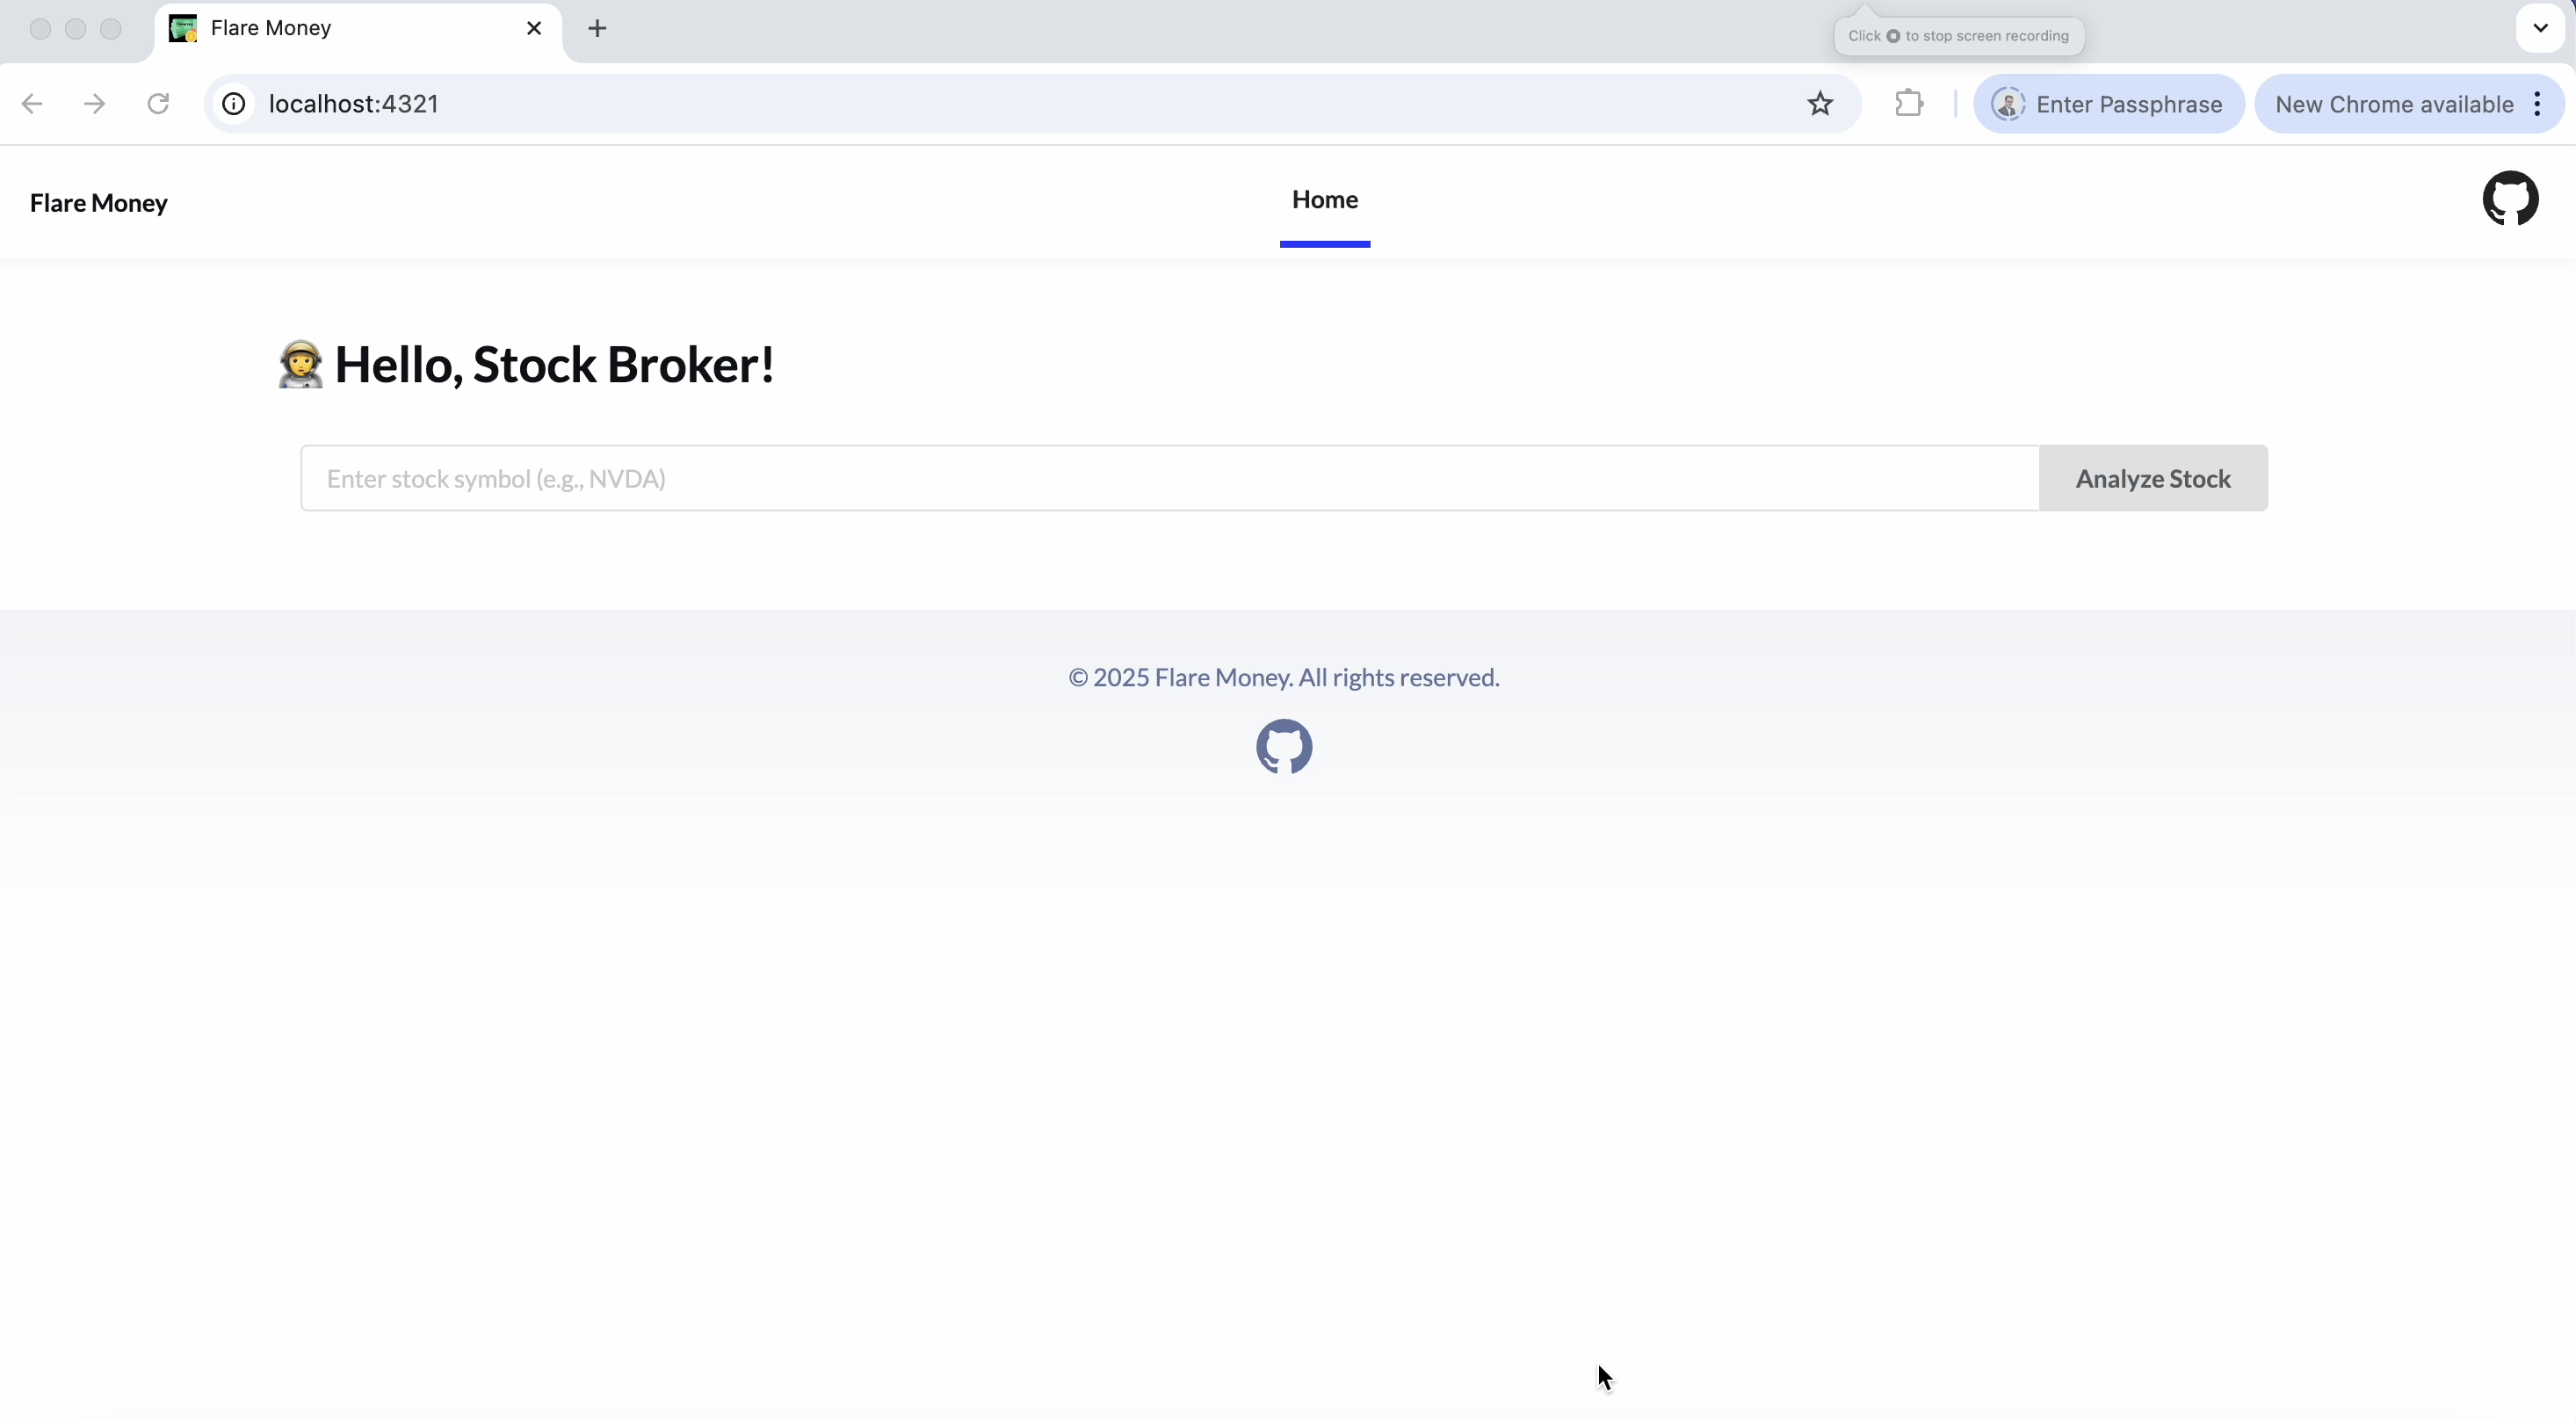 Flare Money
Click to stop screen recording
localhost:4321
Enter Passphrase
New Chrome available
Flare Money
Home
Hello, Stock Broker!
Enter stock symbol (e.g., NVDA)
Analyze Stock
© 2025 Flare Money. All rights reserved.